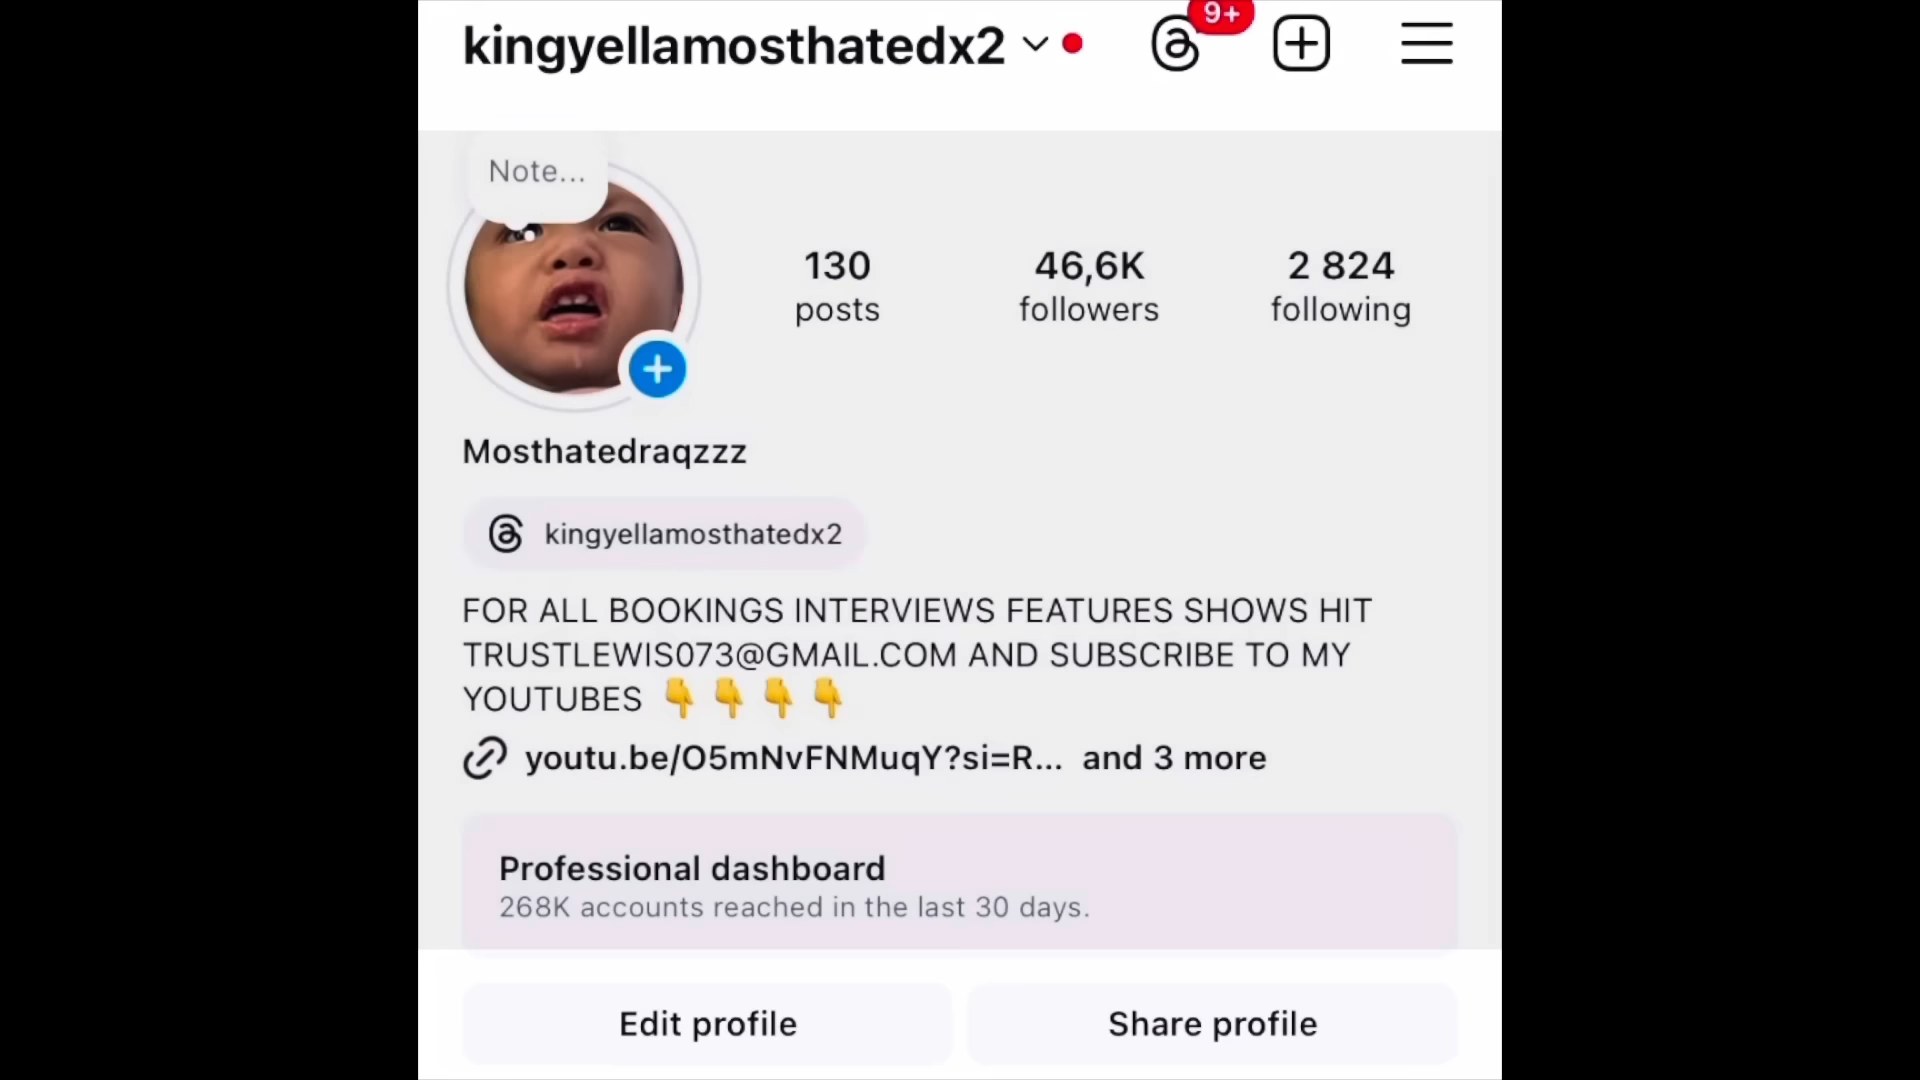 kingyellamosthatedx2
9+
Note...
130 posts
46,6K followers
2 824 following
Mosthatedraqzzz
kingyellamosthatedx2
FOR ALL BOOKINGS INTERVIEWS FEATURES SHOWS HIT
TRUSTLEWIS073@GMAIL.COM AND SUBSCRIBE TO MY
YOUTUBES 👇👇👇👇
youtu.be/O5mNvFNMuqY?si=R... and 3 more
Professional dashboard
268K accounts reached in the last 30 days.
Edit profile
Share profile